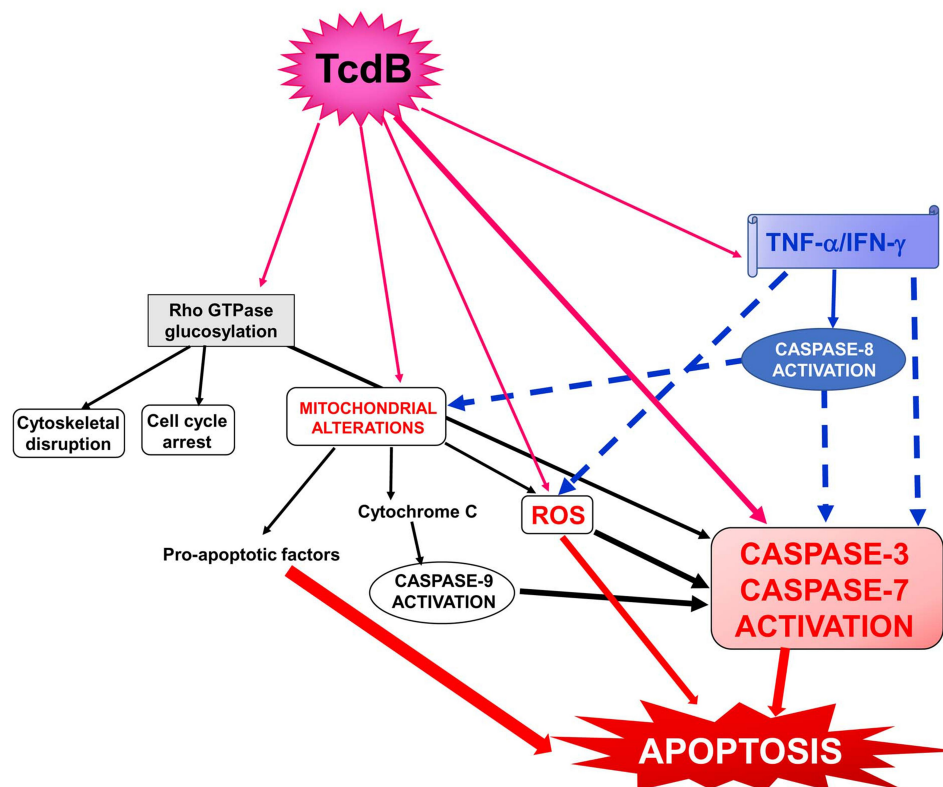 TcdB
TNF-α/IFN-γ
Rho GTPase
glucosylation
CASPASE-8
ACTIVATION
Cytoskeletal
disruption
Cell cycle
arrest
MITOCHONDRIAL
ALTERATIONS
Cytochrome C
ROS
Pro-apoptotic factors
CASPASE-9
ACTIVATION
CASPASE-3
CASPASE-7
ACTIVATION
APOPTOSIS